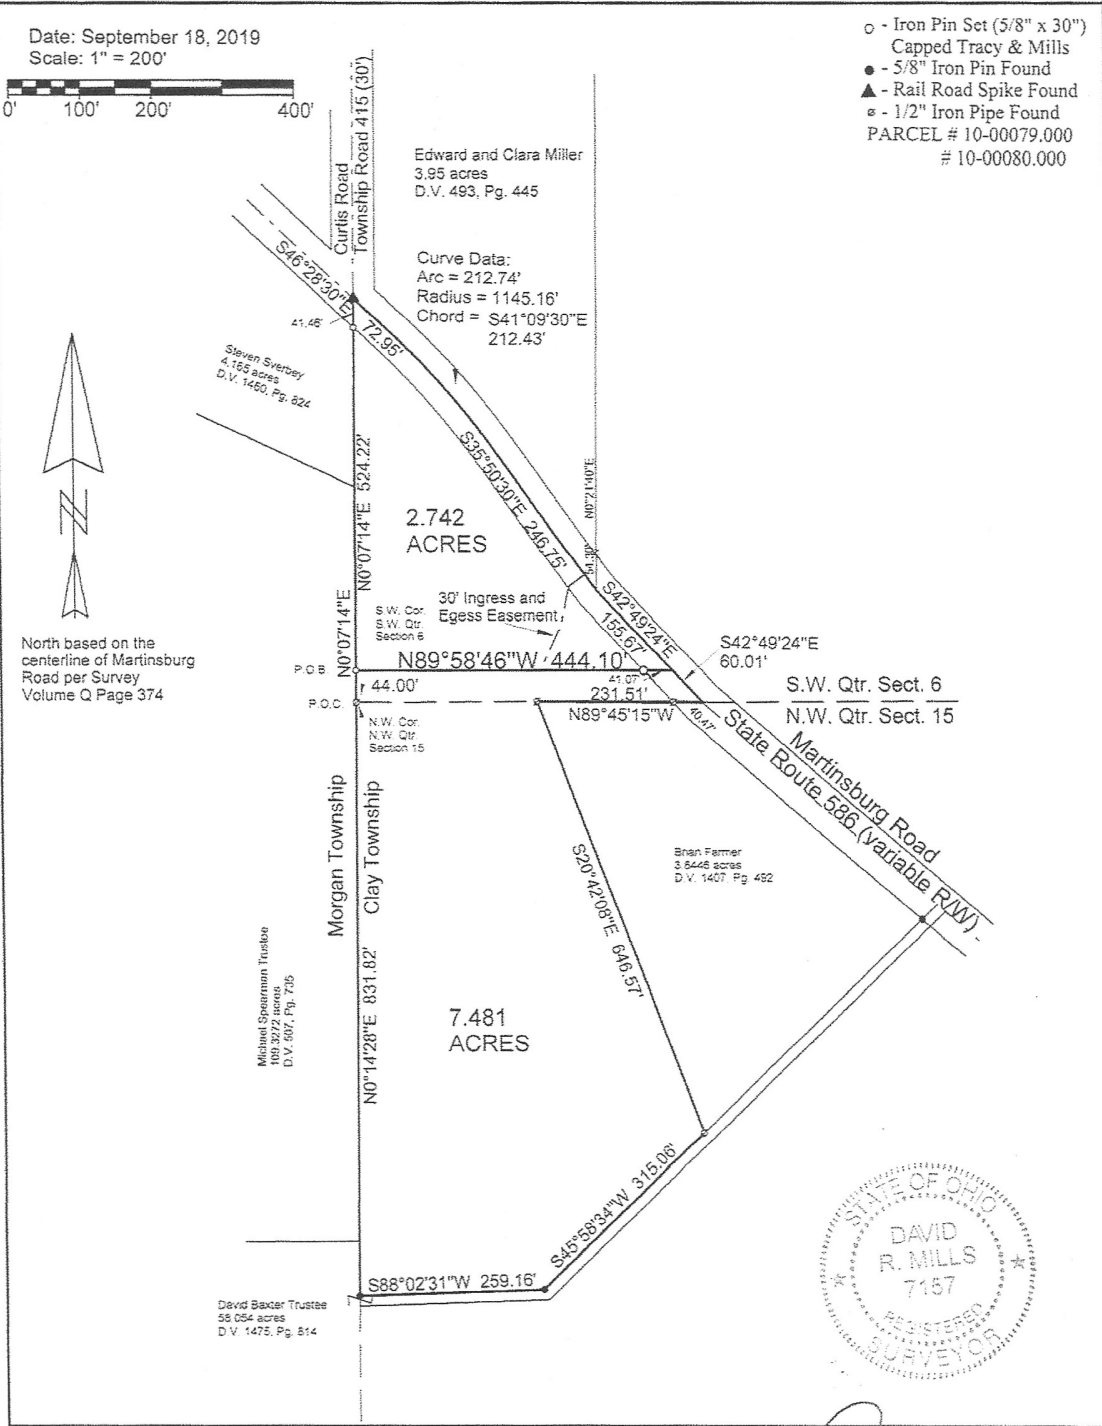 Date: September 18, 2019
Scale: 1" = 200'
0' 100' 200' 400'
o - Iron Pin Set (5/8" x 30")
Capped Tracy & Mills
● - 5/8" Iron Pin Found
▲ - Rail Road Spike Found
ø - 1/2" Iron Pipe Found
PARCEL # 10-00079.000
# 10-00080.000
Curtis Road
Township Road 415 (30')
Edward and Clara Miller
3.95 acres
D.V. 493, Pg. 445
Curve Data:
Arc = 212.74'
Radius = 1145.16'
Chord = S41°09'30"E
212.43'
S46°28'30"E
72.95'
41.46'
Steven Sverbey
4.155 acres
D.V. 1460, Pg. 824
N
North based on the
centerline of Martinsburg
Road per Survey
Volume Q Page 374
N0°07'14"E 524.22'
N0°07'14"E
S35°50'30"E 246.75'
N0°21'40"E
54.39'
2.742
ACRES
S.W. Cor.
S.W. Qtr.
Section 6
30' Ingress and
Egess Easement
S42°49'24"E
155.67'
S42°49'24"E
60.01'
P.O.B.
N89°58'46"W 444.10'
41.07'
44.00'
231.51'
S.W. Qtr. Sect. 6
P.O.C.
N89°45'15"W
40.47'
N.W. Qtr. Sect. 15
N.W. Cor.
N.W. Qtr.
Section 15
Martinsburg Road
State Route 586 (variable R/W)
Morgan Township
Clay Township
Brian Farmer
3.6446 acres
D.V. 1407, Pg. 492
S20°42'08"E 646.57'
Michael Spearman Trustee
109.3272 acres
D.V. 507, Pg. 735
N0°14'28"E 831.82'
7.481
ACRES
S45°58'34"W 315.06'
S88°02'31"W 259.16'
David Baxter Trustee
58.054 acres
D.V. 1475, Pg. 814
STATE OF OHIO
DAVID
R. MILLS
7157
REGISTERED
SURVEYOR